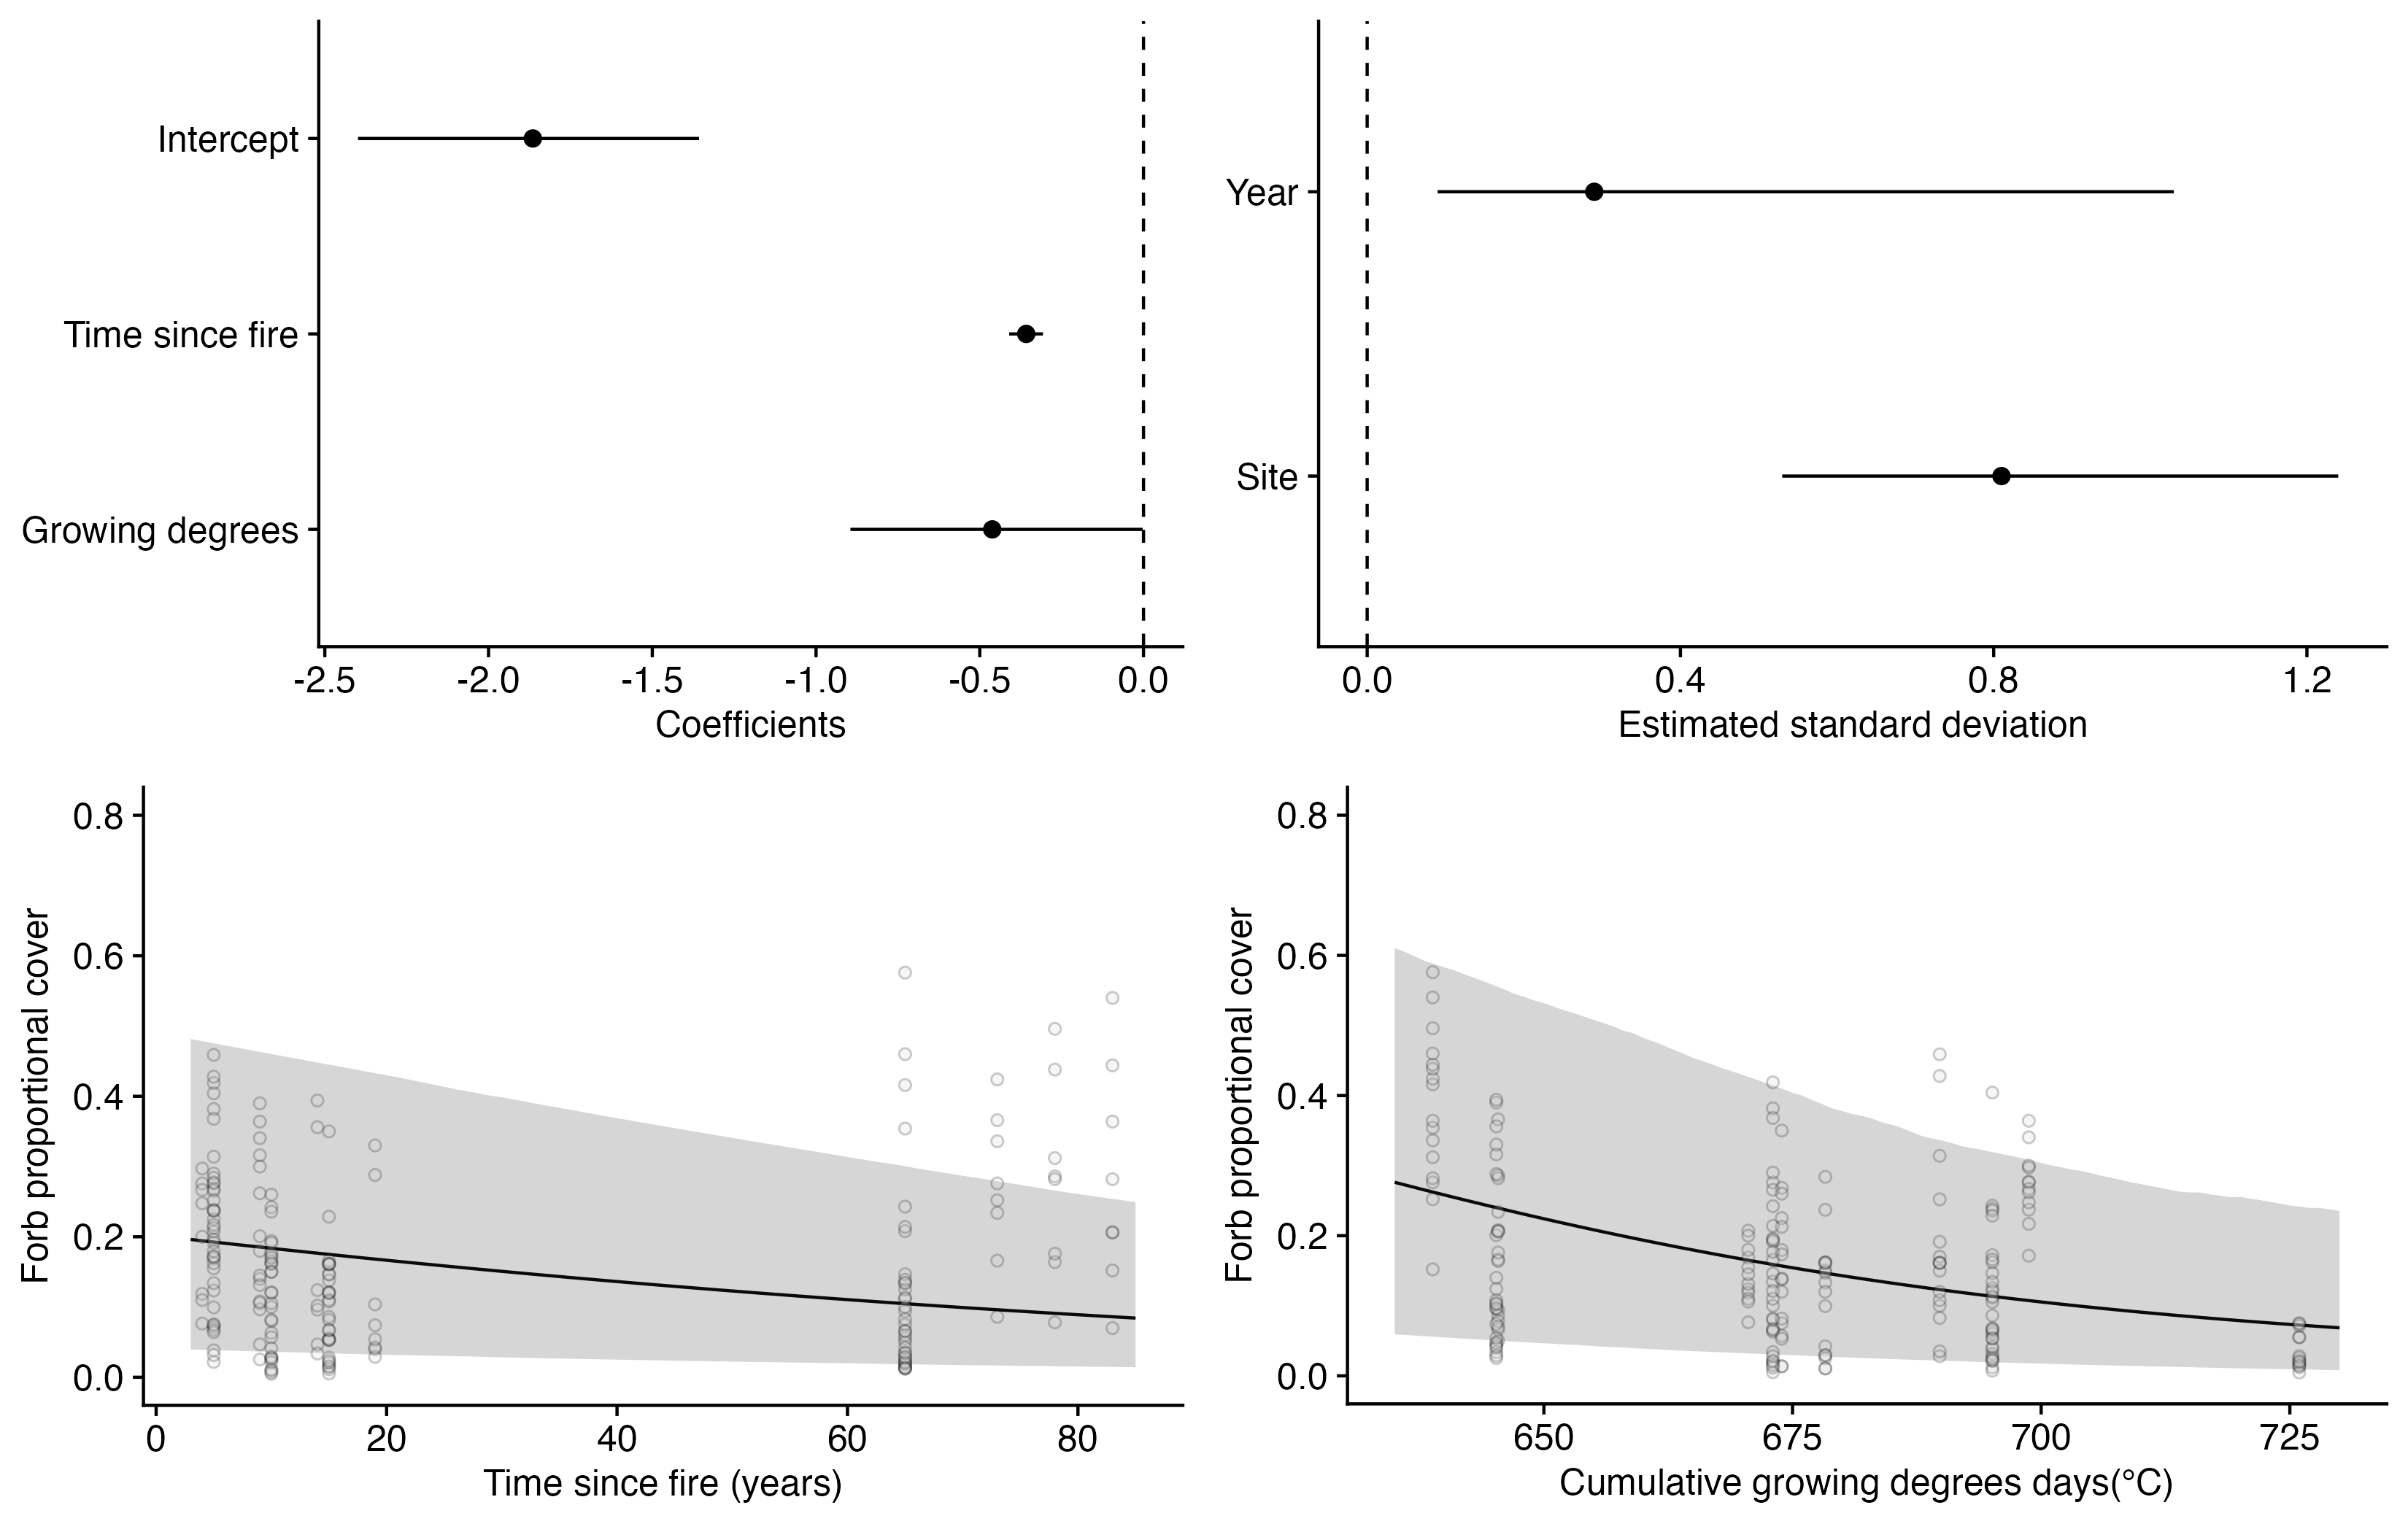 Intercept
Time since fire
Growing degrees
-2.5 -2.0 -1.5 -1.0 -0.5 0.0
Coefficients
Year
Site
0.0 0.4 0.8 1.2
Estimated standard deviation
Forb proportional cover
0.8
0.6
0.4
0.2
0.0
0 20 40 60 80
Time since fire (years)
Forb proportional cover
0.8
0.6
0.4
0.2
0.0
650 675 700 725
Cumulative growing degrees days(°C)